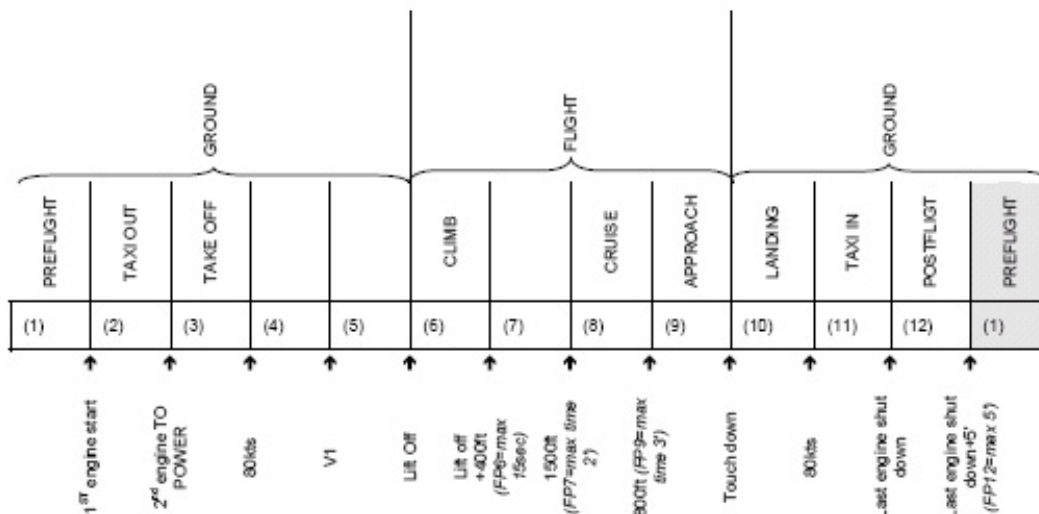 GROUND
FLIGHT
GROUND
PREFLIGHT
TAXI OUT
TAKE OFF
CLIMB
CRUISE
APPROACH
LANDING
TAXI IN
POSTFLIGT
PREFLIGHT
(1)
(2)
(3)
(4)
(5)
(6)
(7)
(8)
(9)
(10)
(11)
(12)
(1)
1ST engine start
2nd engine TO
POWER
80kts
V1
Lift Off
Lift off
+400ft
(FP6=max
15sec)
1500ft
(FP7=max time
2')
800ft (FP9=max
time 3')
Touch down
80kts
Last engine shut
down
Last engine shut
down+5'
(FP12=max 5')